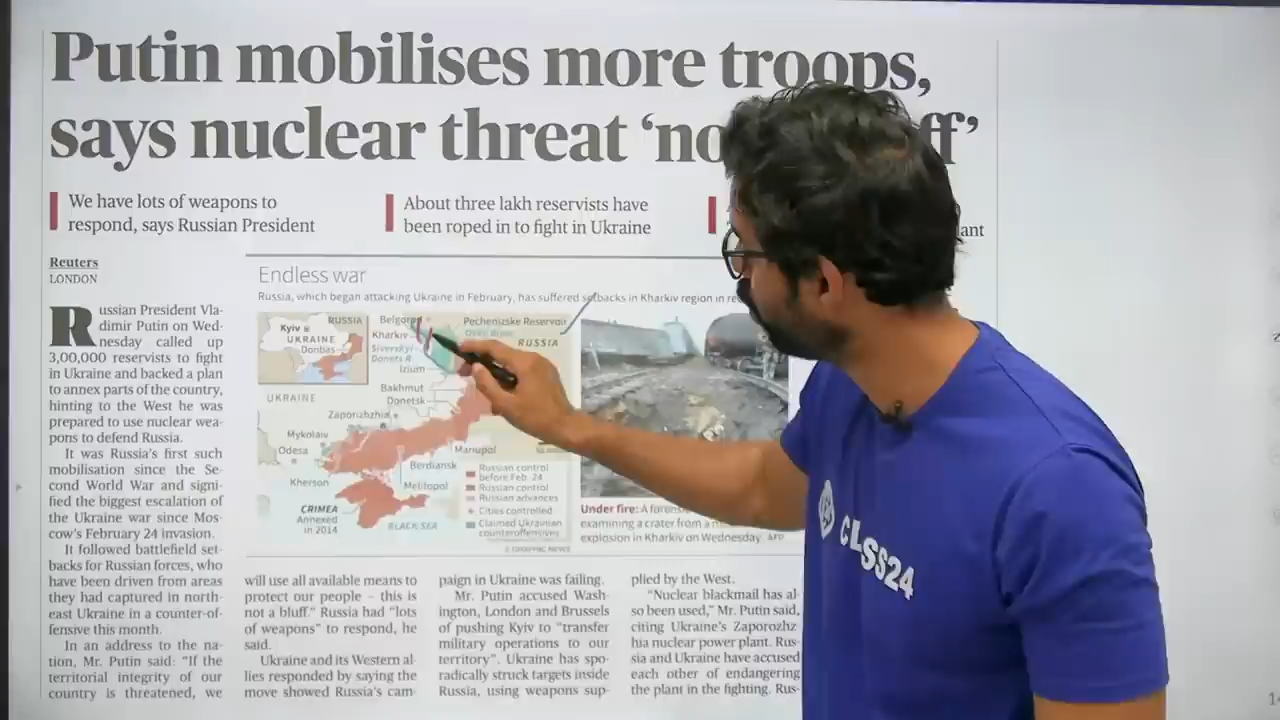 Putin mobilises more troops,
says nuclear threat ‘no ff’
We have lots of weapons to
respond, says Russian President
About three lakh reservists have
been roped in to fight in Ukraine
ant
Reuters
LONDON
Russian President Vla-
dimir Putin on Wed-
nesday called up
3,00,000 reservists to fight
in Ukraine and backed a plan
to annex parts of the country,
hinting to the West he was
prepared to use nuclear wea-
pons to defend Russia.
It was Russia's first such
mobilisation since the Se-
cond World War and signi-
fied the biggest escalation of
the Ukraine war since Mos-
cow's February 24 invasion.
It followed battlefield set-
backs for Russian forces, who
have been driven from areas
they had captured in north-
east Ukraine in a counter-of-
fensive this month.
In an address to the na-
tion, Mr. Putin said: “If the
territorial integrity of our
country is threatened, we
Endless war
Russia, which began attacking Ukraine in February, has suffered setbacks in Kharkiv region in re
Kyiv
RUSSIA
UKRAINE
Donbas
Belgorod
Kharkiv
Siverskyi
Donets R
Izium
Pechenizske Reservoir
Oskil River
RUSSIA
UKRAINE
Bakhmut
Donetsk
Zaporizhzhia
Mykolaiv
Odesa
Mariupol
Berdiansk
Kherson
Melitopol
CRIMEA
Annexed
in 2014
BLACK SEA
Russian control
before Feb. 24
Russian control
Russian advances
Cities controlled
Claimed Ukrainian
counteroffensives
© GRAPHIC NEWS
Under fire: A forensic
examining a crater from a
explosion in Kharkiv on Wednesday. AFP
will use all available means to
protect our people – this is
not a bluff.” Russia had “lots
of weapons” to respond, he
said.
Ukraine and its Western al-
lies responded by saying the
move showed Russia's cam-
paign in Ukraine was failing.
Mr. Putin accused Wash-
ington, London and Brussels
of pushing Kyiv to “transfer
military operations to our
territory”. Ukraine has spo-
radically struck targets inside
Russia, using weapons sup-
plied by the West.
“Nuclear blackmail has al-
so been used,” Mr. Putin said,
citing Ukraine's Zaporozhz
hia nuclear power plant. Rus-
sia and Ukraine have accused
each other of endangering
the plant in the fighting. Rus-
CLSS24